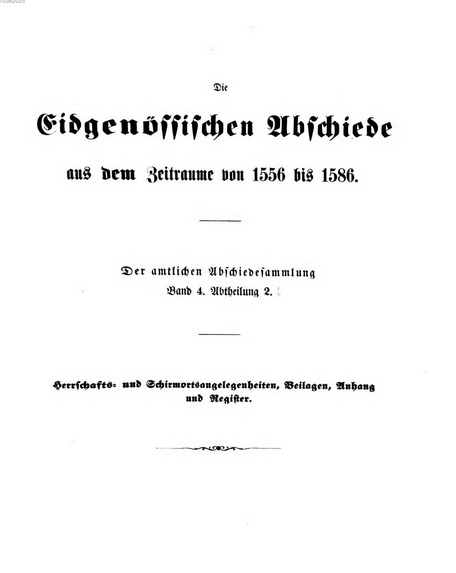 Die
Eidgenössischen Abschiede
aus dem Zeitraume von 1556 bis 1586.
Der amtlichen Abschiedesammlung
Band 4. Abtheilung 2.
Herrschafts- und Schirmortsangelegenheiten, Beilagen, Anhang
und Register.